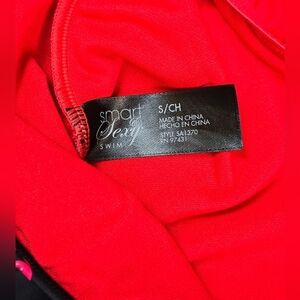 smart
Sexy
SWIM
S/CH
MADE IN CHINA
HECHO EN CHINA
STYLE SA1370
RN 97431